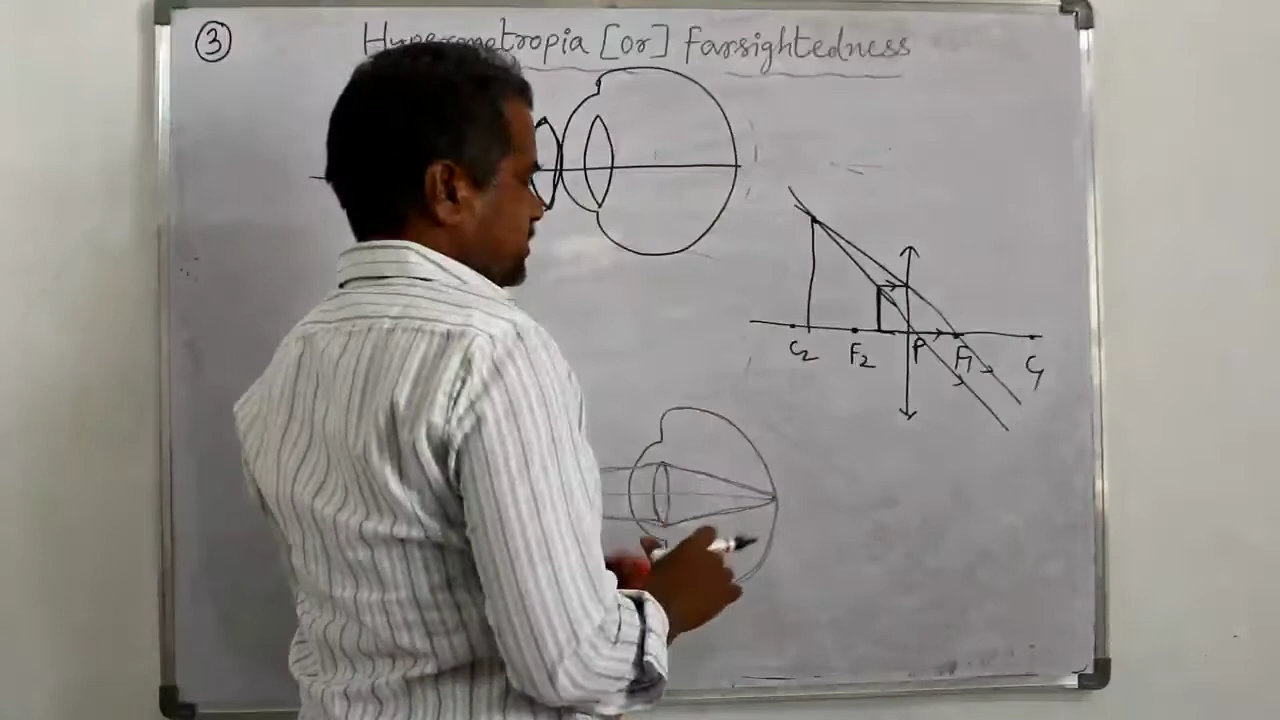 ③ Hypermetropia [or] farsightedness
C2 F2 P F1 C1